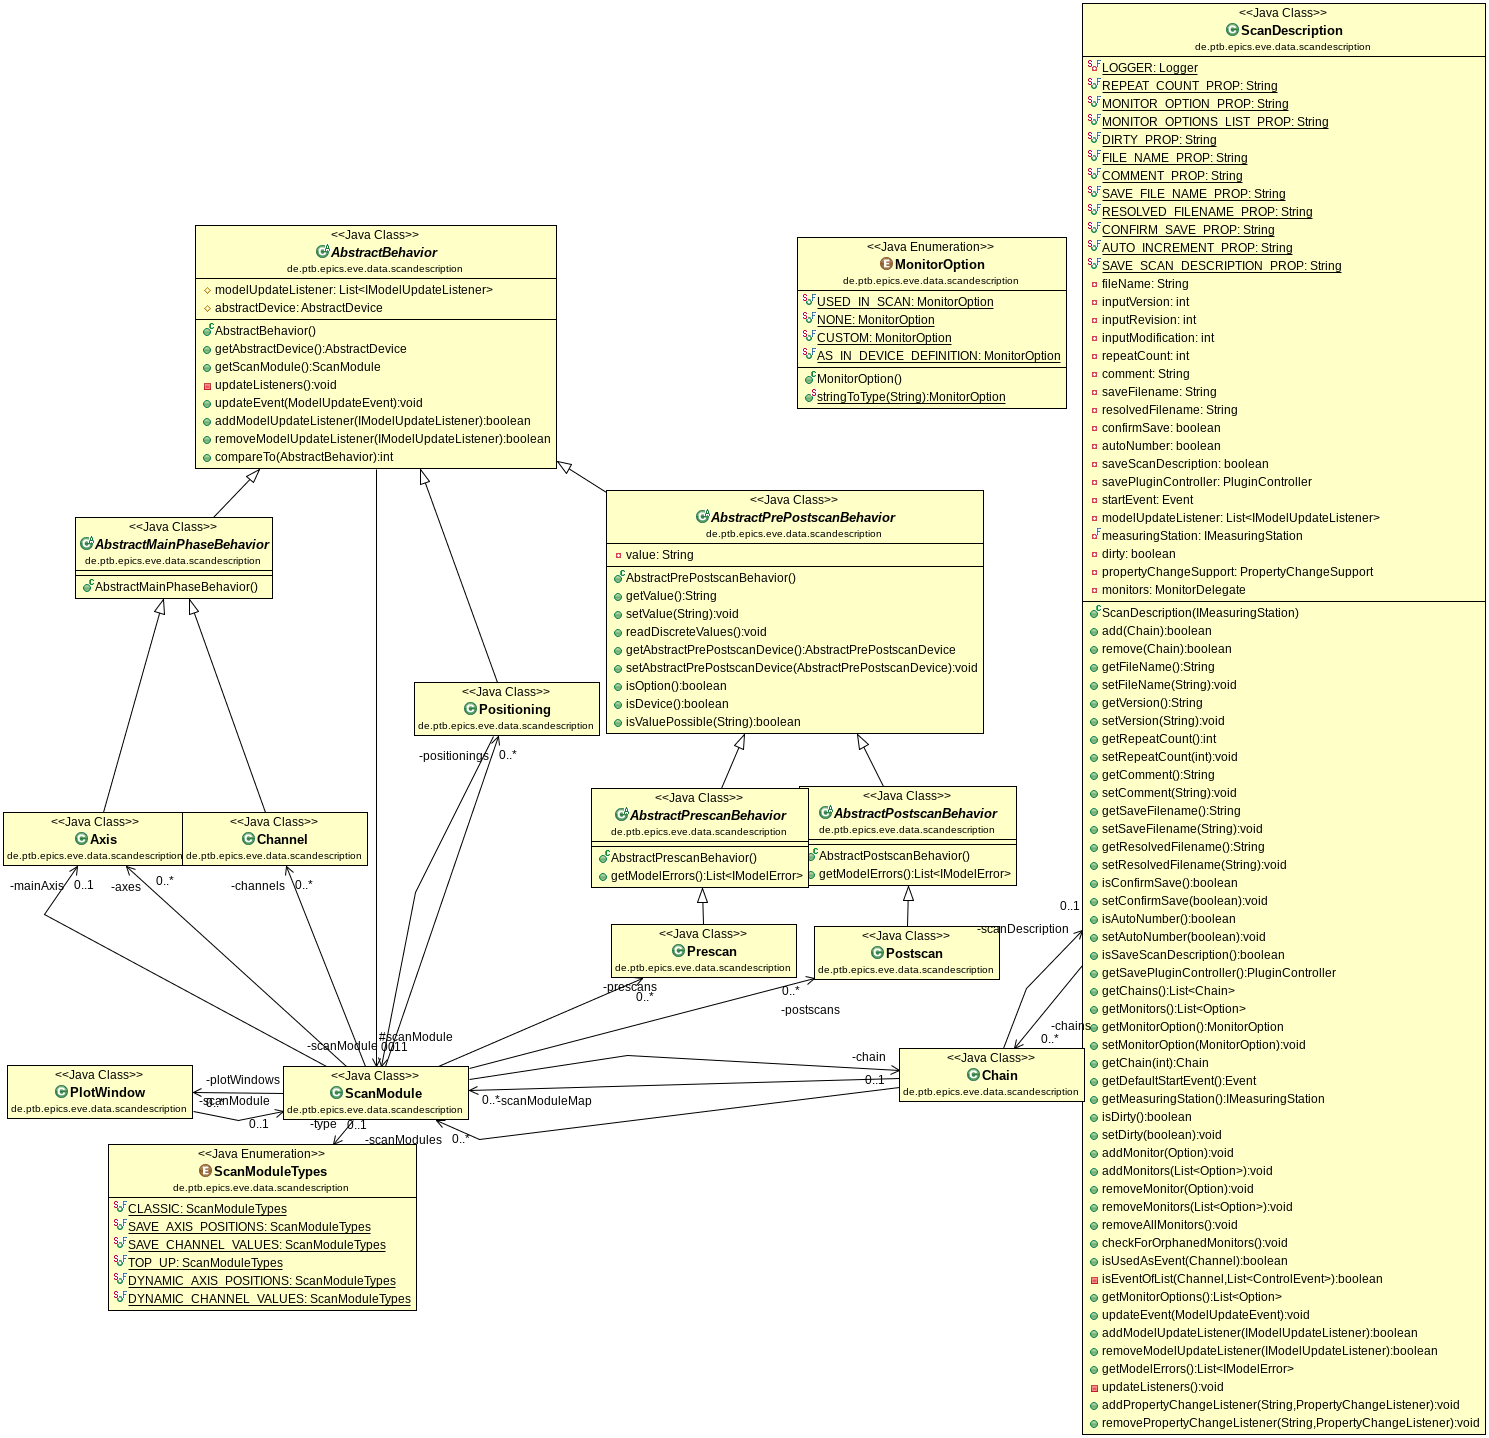 <<Java Class>>
ScanDescription
de.ptb.epics.eve.data.scandescription
LOGGER: Logger
REPEAT_COUNT_PROP: String
MONITOR_OPTION_PROP: String
MONITOR_OPTIONS_LIST_PROP: String
DIRTY_PROP: String
FILE_NAME_PROP: String
COMMENT_PROP: String
SAVE_FILE_NAME_PROP: String
RESOLVED_FILENAME_PROP: String
CONFIRM_SAVE_PROP: String
AUTO_INCREMENT_PROP: String
SAVE_SCAN_DESCRIPTION_PROP: String
fileName: String
inputVersion: int
inputRevision: int
inputModification: int
repeatCount: int
comment: String
saveFilename: String
resolvedFilename: String
confirmSave: boolean
autoNumber: boolean
saveScanDescription: boolean
savePluginController: PluginController
startEvent: Event
modelUpdateListener: List<IModelUpdateListener>
measuringStation: IMeasuringStation
dirty: boolean
propertyChangeSupport: PropertyChangeSupport
monitors: MonitorDelegate
ScanDescription(IMeasuringStation)
add(Chain):boolean
remove(Chain):boolean
getFileName():String
setFileName(String):void
getVersion():String
setVersion(String):void
getRepeatCount():int
setRepeatCount(int):void
getComment():String
setComment(String):void
getSaveFilename():String
setSaveFilename(String):void
getResolvedFilename():String
setResolvedFilename(String):void
isConfirmSave():boolean
setConfirmSave(boolean):void
isAutoNumber():boolean
setAutoNumber(boolean):void
isSaveScanDescription():boolean
getSavePluginController():PluginController
getChains():List<Chain>
getMonitors():List<Option>
getMonitorOption():MonitorOption
setMonitorOption(MonitorOption):void
getChain(int):Chain
getDefaultStartEvent():Event
getMeasuringStation():IMeasuringStation
isDirty():boolean
setDirty(boolean):void
addMonitor(Option):void
addMonitors(List<Option>):void
removeMonitor(Option):void
removeMonitors(List<Option>):void
removeAllMonitors():void
checkForOrphanedMonitors():void
isUsedAsEvent(Channel):boolean
isEventOfList(Channel,List<ControlEvent>):boolean
getMonitorOptions():List<Option>
updateEvent(ModelUpdateEvent):void
addModelUpdateListener(IModelUpdateListener):boolean
removeModelUpdateListener(IModelUpdateListener):boolean
getModelErrors():List<IModelError>
updateListeners():void
addPropertyChangeListener(String,PropertyChangeListener):void
removePropertyChangeListener(String,PropertyChangeListener):void
<<Java Class>>
AbstractBehavior
de.ptb.epics.eve.data.scandescription
modelUpdateListener: List<IModelUpdateListener>
abstractDevice: AbstractDevice
AbstractBehavior()
getAbstractDevice():AbstractDevice
getScanModule():ScanModule
updateListeners():void
updateEvent(ModelUpdateEvent):void
addModelUpdateListener(IModelUpdateListener):boolean
removeModelUpdateListener(IModelUpdateListener):boolean
compareTo(AbstractBehavior):int
<<Java Enumeration>>
MonitorOption
de.ptb.epics.eve.data.scandescription
USED_IN_SCAN: MonitorOption
NONE: MonitorOption
CUSTOM: MonitorOption
AS_IN_DEVICE_DEFINITION: MonitorOption
MonitorOption()
stringToType(String):MonitorOption
<<Java Class>>
AbstractMainPhaseBehavior
de.ptb.epics.eve.data.scandescription
AbstractMainPhaseBehavior()
<<Java Class>>
AbstractPrePostscanBehavior
de.ptb.epics.eve.data.scandescription
value: String
AbstractPrePostscanBehavior()
getValue():String
setValue(String):void
readDiscreteValues():void
getAbstractPrePostscanDevice():AbstractPrePostscanDevice
setAbstractPrePostscanDevice(AbstractPrePostscanDevice):void
isOption():boolean
isDevice():boolean
isValuePossible(String):boolean
<<Java Class>>
Positioning
de.ptb.epics.eve.data.scandescription
-positionings
0..*
<<Java Class>>
AbstractPrescanBehavior
de.ptb.epics.eve.data.scandescription
AbstractPrescanBehavior()
getModelErrors():List<IModelError>
<<Java Class>>
AbstractPostscanBehavior
de.ptb.epics.eve.data.scandescription
AbstractPostscanBehavior()
getModelErrors():List<IModelError>
<<Java Class>>
Axis
de.ptb.epics.eve.data.scandescription
<<Java Class>>
Channel
de.ptb.epics.eve.data.scandescription
-mainAxis
0..1
-axes
0..*
-channels
0..*
<<Java Class>>
Prescan
de.ptb.epics.eve.data.scandescription
<<Java Class>>
Postscan
de.ptb.epics.eve.data.scandescription
-prescans
0..*
0..*
-postscans
0..1
-scanDescription
-chains
0..*
#scanModule
-scanModule
<<Java Class>>
PlotWindow
de.ptb.epics.eve.data.scandescription
-plotWindows
-scanModule
0..1
<<Java Class>>
ScanModule
de.ptb.epics.eve.data.scandescription
-type
0..1
-scanModules
0..*
0..*
-scanModuleMap
-chain
0..1
<<Java Class>>
Chain
de.ptb.epics.eve.data.scandescription
<<Java Enumeration>>
ScanModuleTypes
de.ptb.epics.eve.data.scandescription
CLASSIC: ScanModuleTypes
SAVE_AXIS_POSITIONS: ScanModuleTypes
SAVE_CHANNEL_VALUES: ScanModuleTypes
TOP_UP: ScanModuleTypes
DYNAMIC_AXIS_POSITIONS: ScanModuleTypes
DYNAMIC_CHANNEL_VALUES: ScanModuleTypes